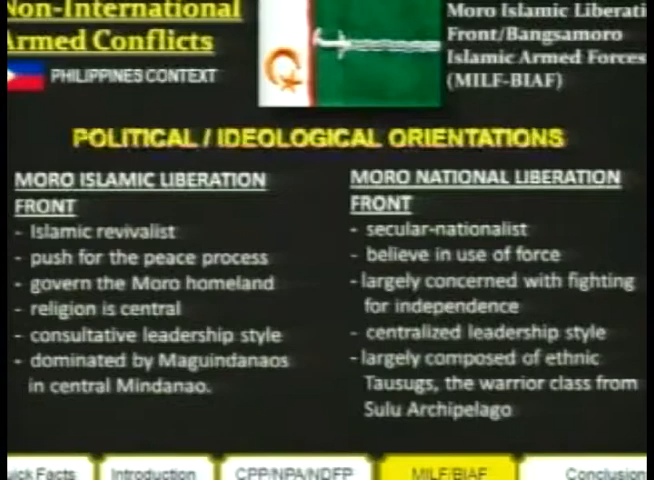 Non-International
Armed Conflicts
PHILIPPINES CONTEXT
Moro Islamic Liberati
Front/Bangsamoro
Islamic Armed Forces
(MILF-BIAF)
POLITICAL / IDEOLOGICAL ORIENTATIONS
MORO ISLAMIC LIBERATION
FRONT
- Islamic revivalist
- push for the peace process
- govern the Moro homeland
- religion is central
- consultative leadership style
- dominated by Maguindanaos
in central Mindanao.
MORO NATIONAL LIBERATION
FRONT
- secular-nationalist
- believe in use of force
- largely concerned with fighting
for independence
- centralized leadership style
- largely composed of ethnic
Tausugs, the warrior class from
Sulu Archipelago
uick Facts
Introduction
CPP/NPA/NDFP
MILF/BIAF
Conclusion